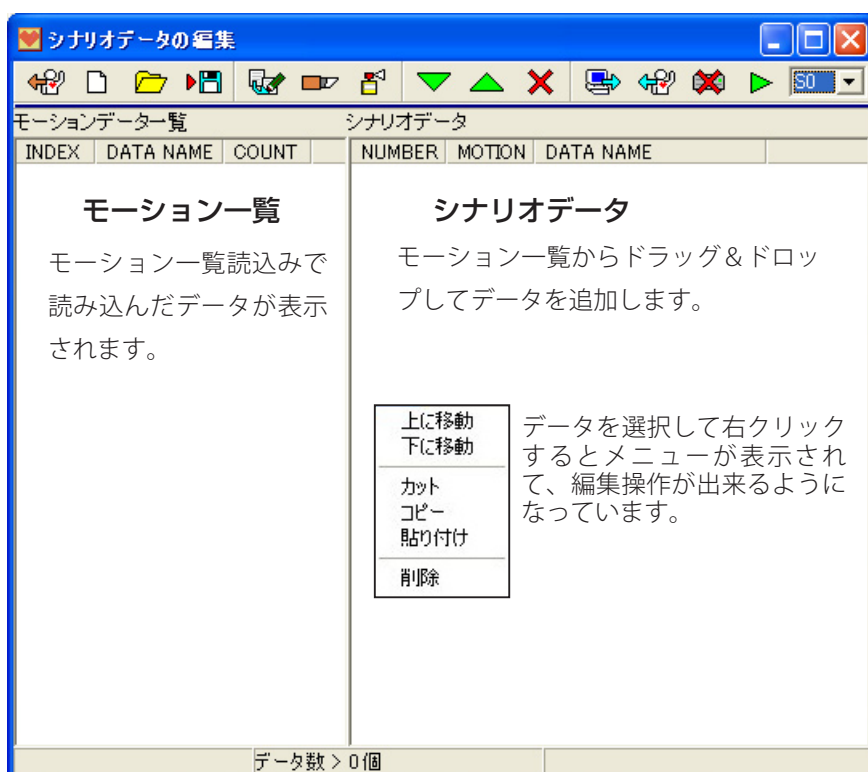 シナリオデータの編集
S0
モーションデータ一覧
シナリオデータ
INDEX DATA NAME COUNT
NUMBER MOTION DATA NAME
モーション一覧
モーション一覧読込みで
読み込んだデータが表示
されます。
シナリオデータ
モーション一覧からドラッグ＆ドロッ
プしてデータを追加します。
上に移動
下に移動
カット
コピー
貼り付け
削除
データを選択して右クリック
するとメニューが表示され
て、編集操作が出来るように
なっています。
データ数 > 0個